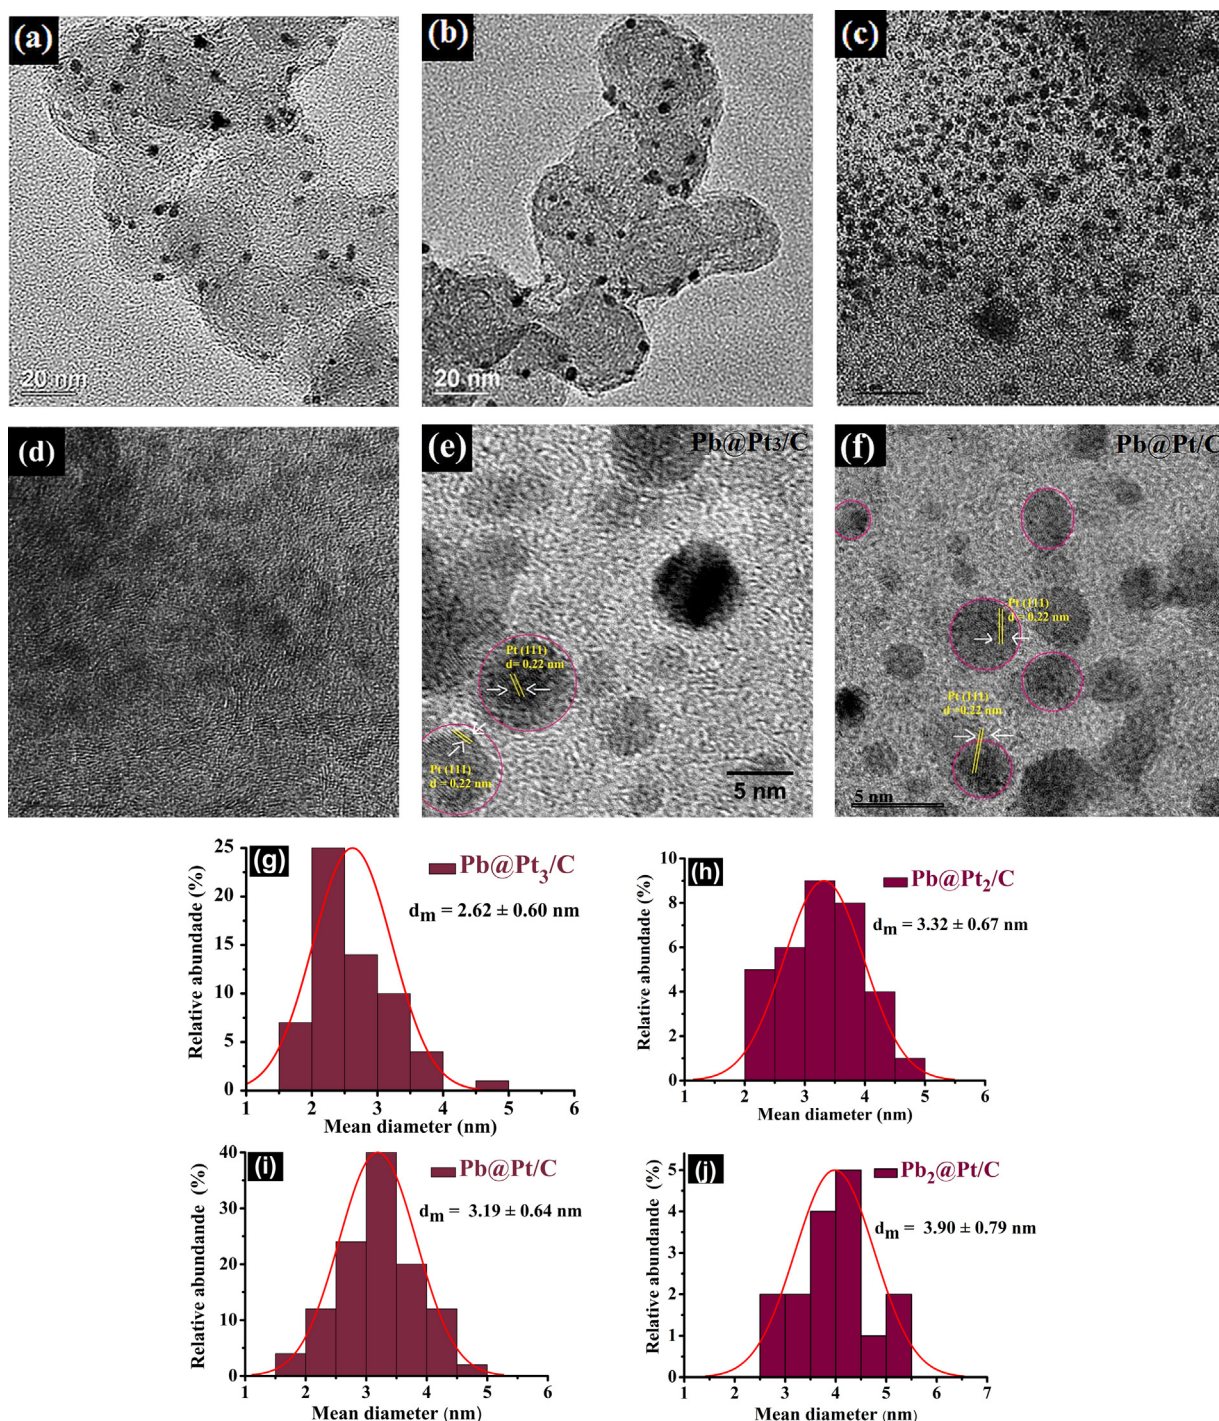 (a)
20 nm
(b)
20 nm
(c)
(d)
(e)
Pb@Pt3/C
Pt (111)
d= 0,22 nm
Pt (111)
d = 0,22 nm
5 nm
(f)
Pb@Pt/C
Pt (111)
d = 0,22 nm
Pt (111)
d =0,22 nm
5 nm
(g)
Pb@Pt3/C
dm = 2.62 ± 0.60 nm
Relative abundade (%)
25
20
15
10
5
0
1 2 3 4 5 6
Mean diameter (nm)
(h)
Pb@Pt2/C
dm = 3.32 ± 0.67 nm
Relative abundade (%)
10
8
6
4
2
0
1 2 3 4 5 6
Mean diameter (nm)
(i)
Pb@Pt/C
dm = 3.19 ± 0.64 nm
Relative abundande (%)
40
30
20
10
0
1 2 3 4 5 6
Mean diameter (nm)
(j)
Pb2@Pt/C
dm = 3.90 ± 0.79 nm
Relative abundande (%)
5
4
3
2
1
0
1 2 3 4 5 6 7
Mean diameter (nm)